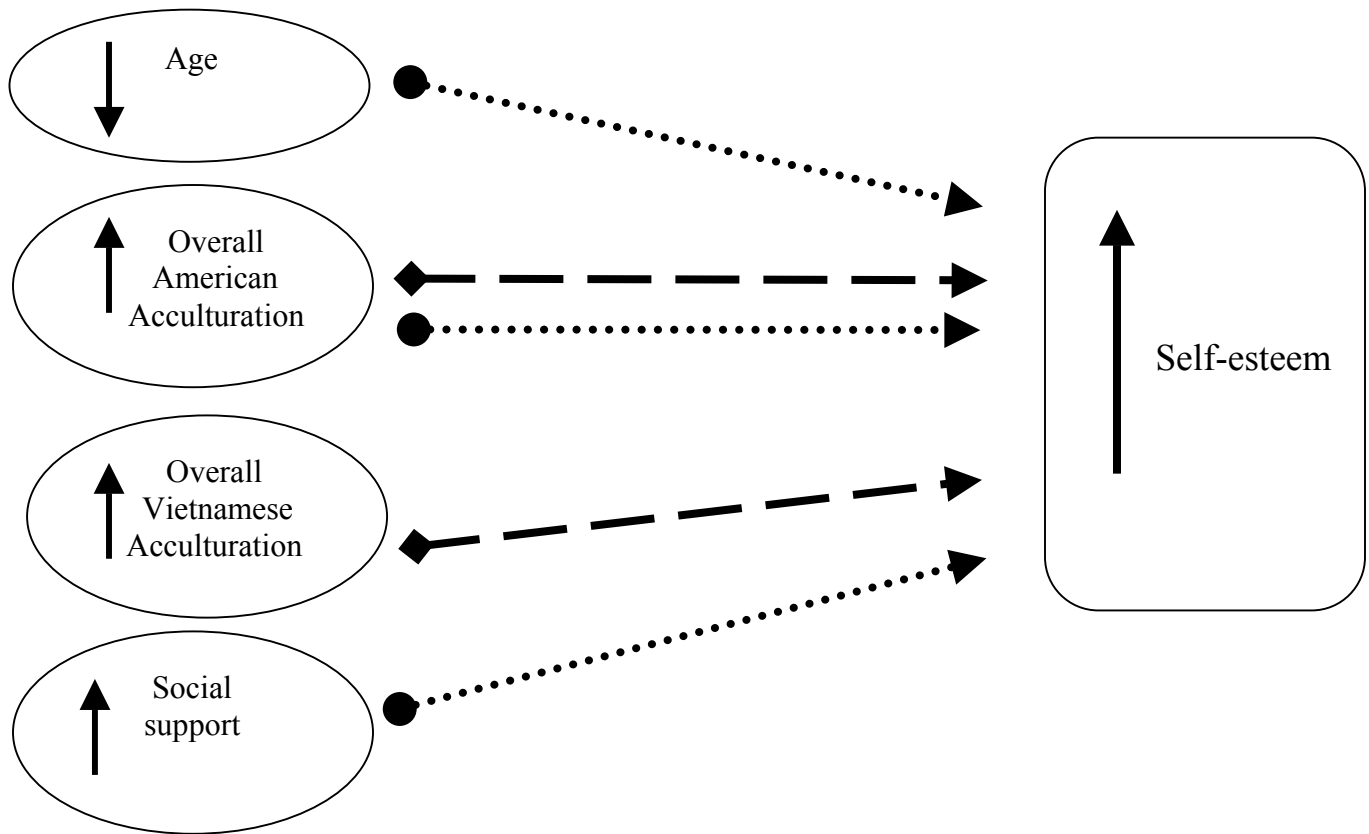 Age
Overall
American
Acculturation
Overall
Vietnamese
Acculturation
Social
support
Self-esteem